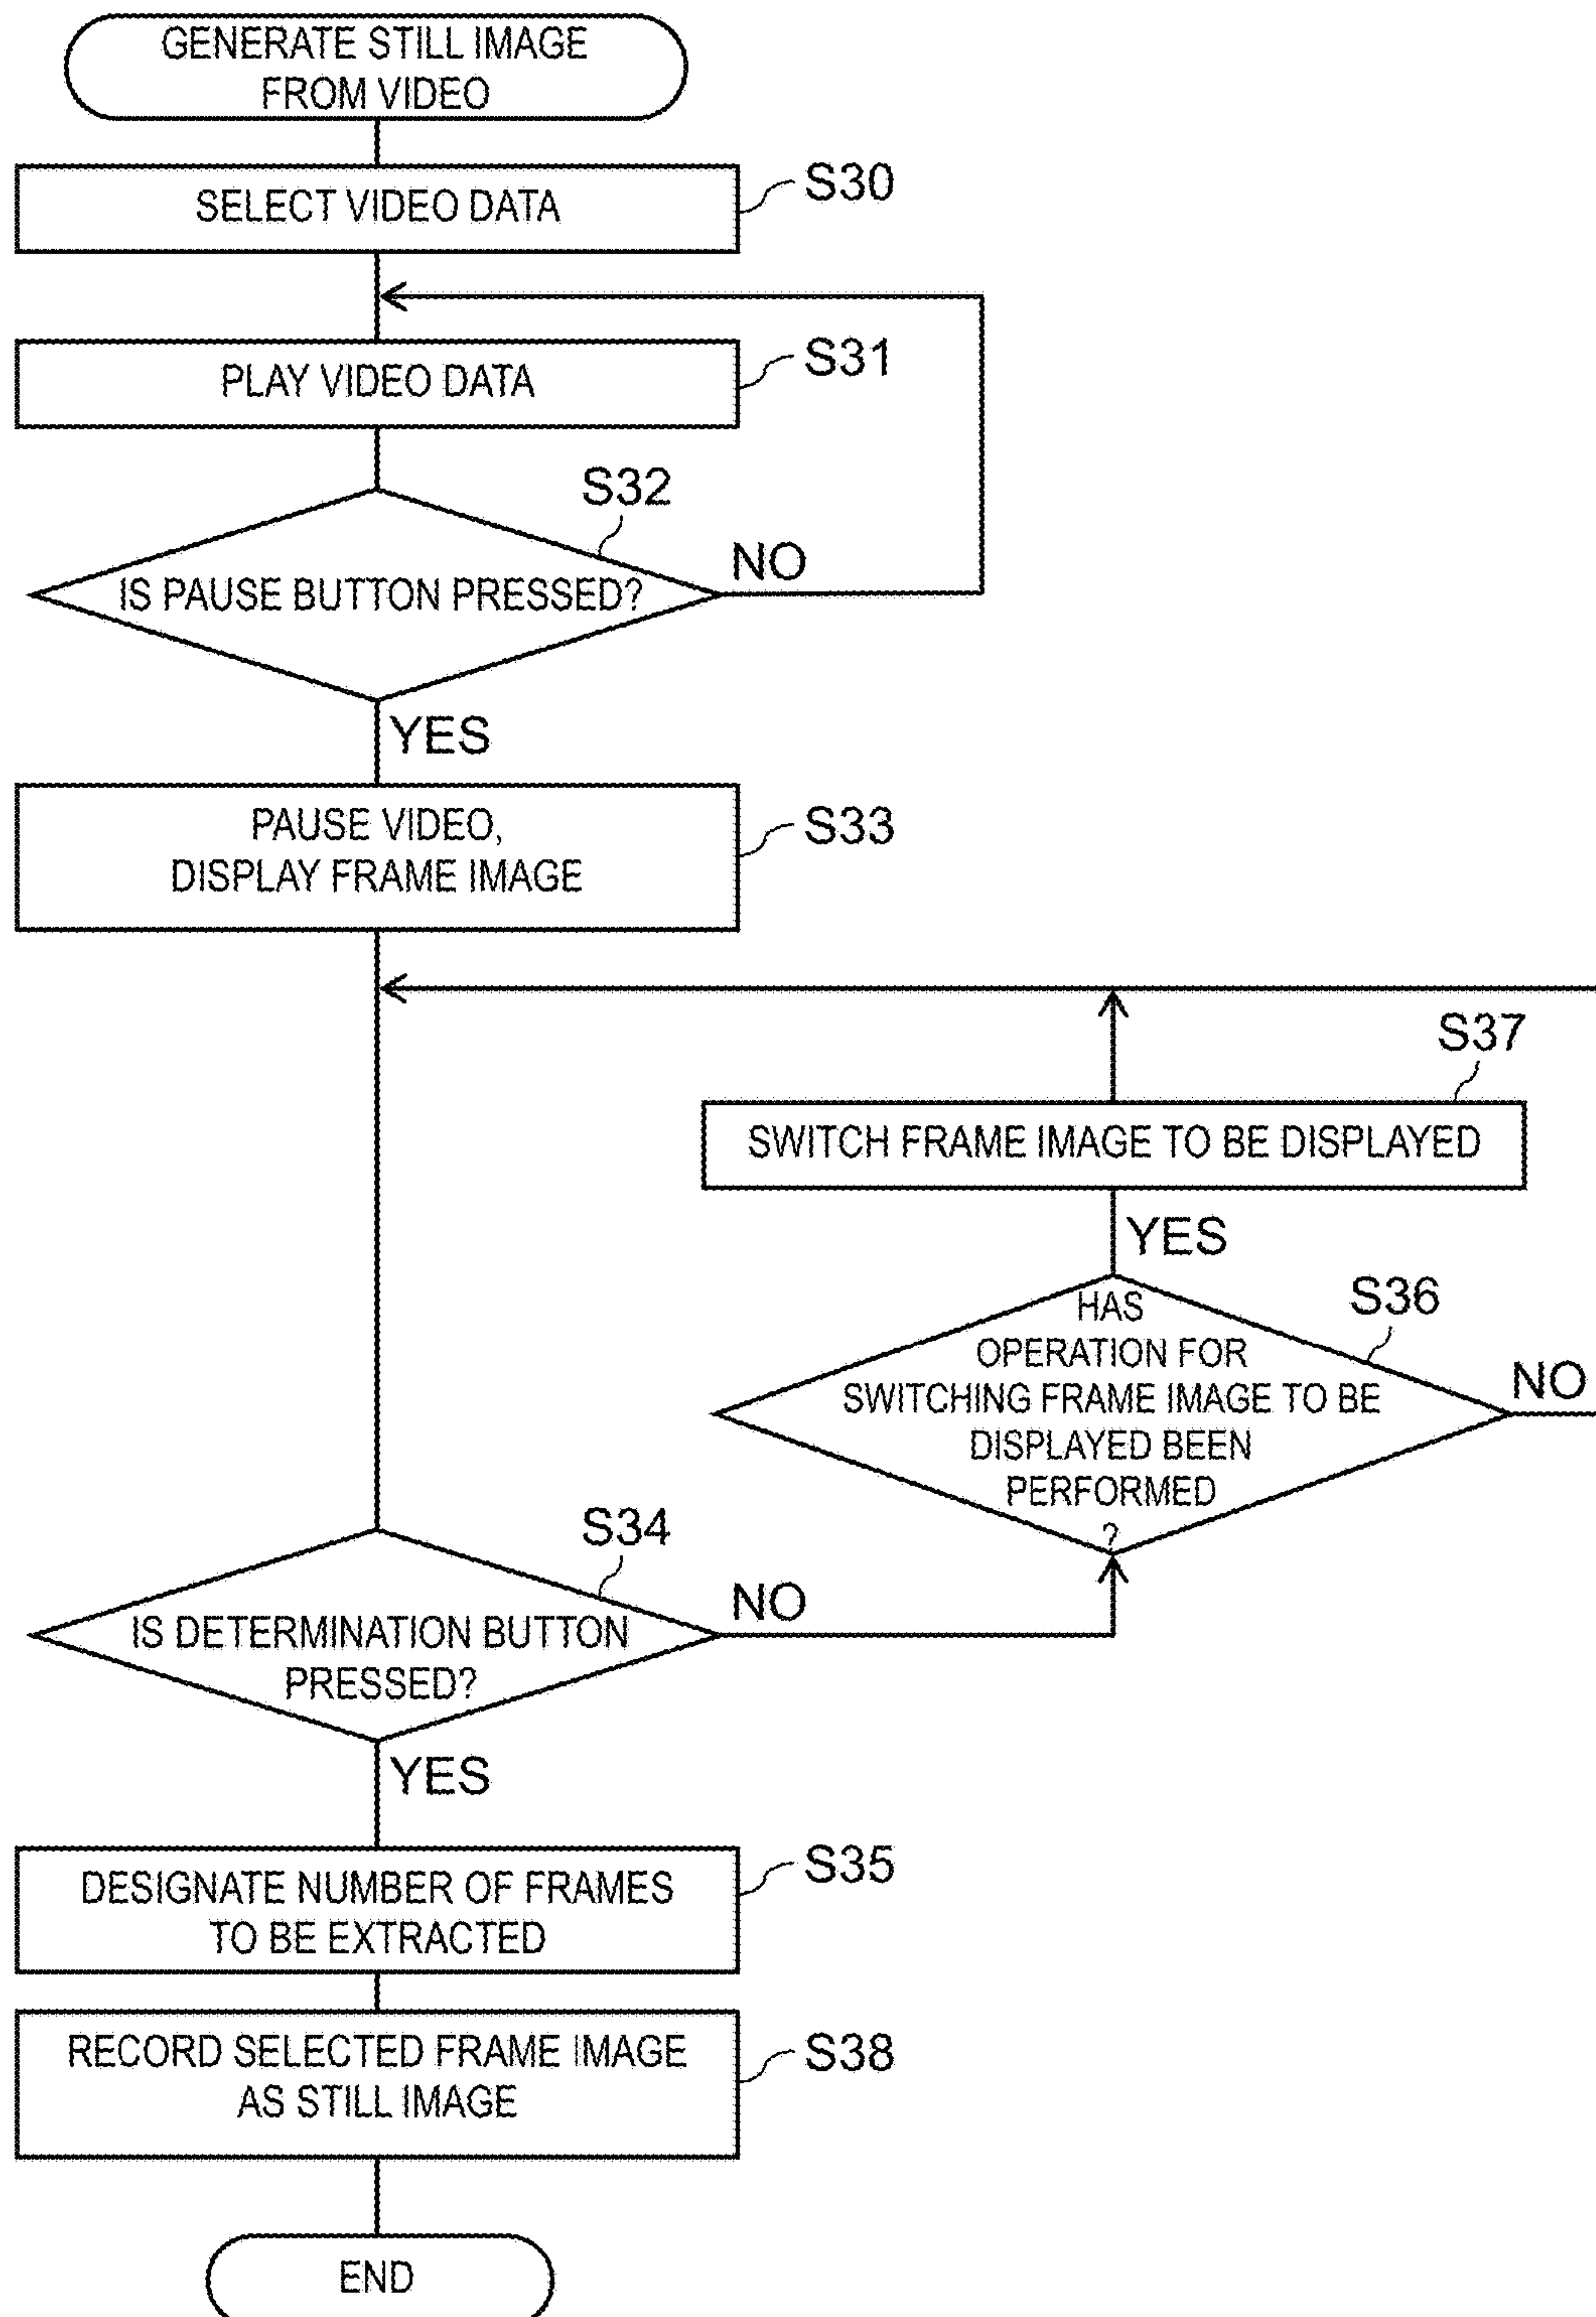 GENERATE STILL IMAGE
FROM VIDEO
SELECT VIDEO DATA
S30
PLAY VIDEO DATA
S31
S32
IS PAUSE BUTTON PRESSED?
NO
YES
PAUSE VIDEO,
DISPLAY FRAME IMAGE
S33
S37
SWITCH FRAME IMAGE TO BE DISPLAYED
YES
S36
HAS
OPERATION FOR
SWITCHING FRAME IMAGE TO BE
DISPLAYED BEEN
PERFORMED
?
NO
S34
IS DETERMINATION BUTTON
PRESSED?
NO
YES
DESIGNATE NUMBER OF FRAMES
TO BE EXTRACTED
S35
RECORD SELECTED FRAME IMAGE
AS STILL IMAGE
S38
END